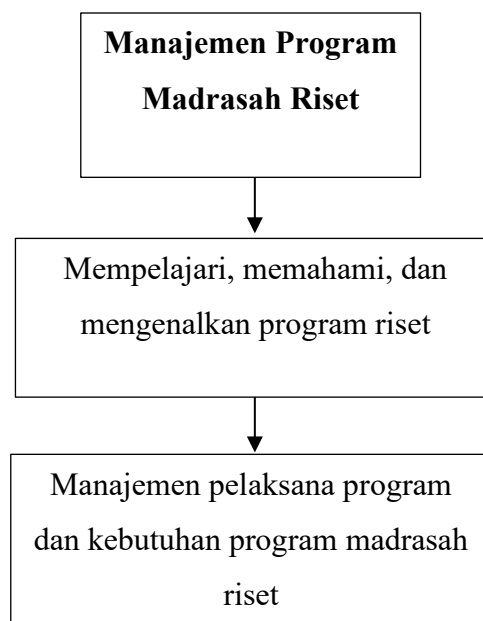 Manajemen Program
Madrasah Riset
Mempelajari, memahami, dan
mengenalkan program riset
Manajemen pelaksana program
dan kebutuhan program madrasah
riset